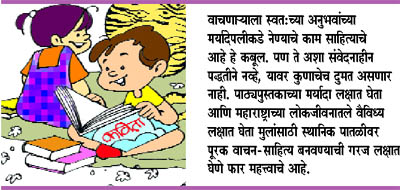 वाचणाऱ्याला स्वत:च्या अनुभवांच्या
मर्यादेपलीकडे नेण्याचे काम साहित्याचे
आहे हे कबूल. पण ते अशा संवेदनाहीन
पद्धतीने नव्हे, यावर कुणाचेच दुमत असणार
नाही. पाठ्यपुस्तकाच्या मर्यादा लक्षात घेता
आणि महाराष्ट्राच्या लोकजीवनातले वैविध्य
लक्षात घेता मुलांसाठी स्थानिक पातळीवर
पूरक वाचन-साहित्य बनवण्याची गरज लक्षात
घेणे फार महत्त्वाचे आहे.
कविता